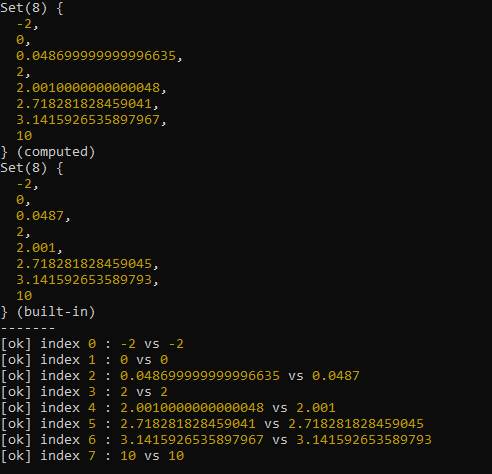 Set(8) {
  -2,
  0,
  0.048699999999996635,
  2,
  2.0010000000000048,
  2.718281828459041,
  3.1415926535897967,
  10
} (computed)
Set(8) {
  -2,
  0,
  0.0487,
  2,
  2.001,
  2.718281828459045,
  3.141592653589793,
  10
} (built-in)
-------
[ok] index 0 : -2 vs -2
[ok] index 1 : 0 vs 0
[ok] index 2 : 0.048699999999996635 vs 0.0487
[ok] index 3 : 2 vs 2
[ok] index 4 : 2.0010000000000048 vs 2.001
[ok] index 5 : 2.718281828459041 vs 2.718281828459045
[ok] index 6 : 3.1415926535897967 vs 3.141592653589793
[ok] index 7 : 10 vs 10